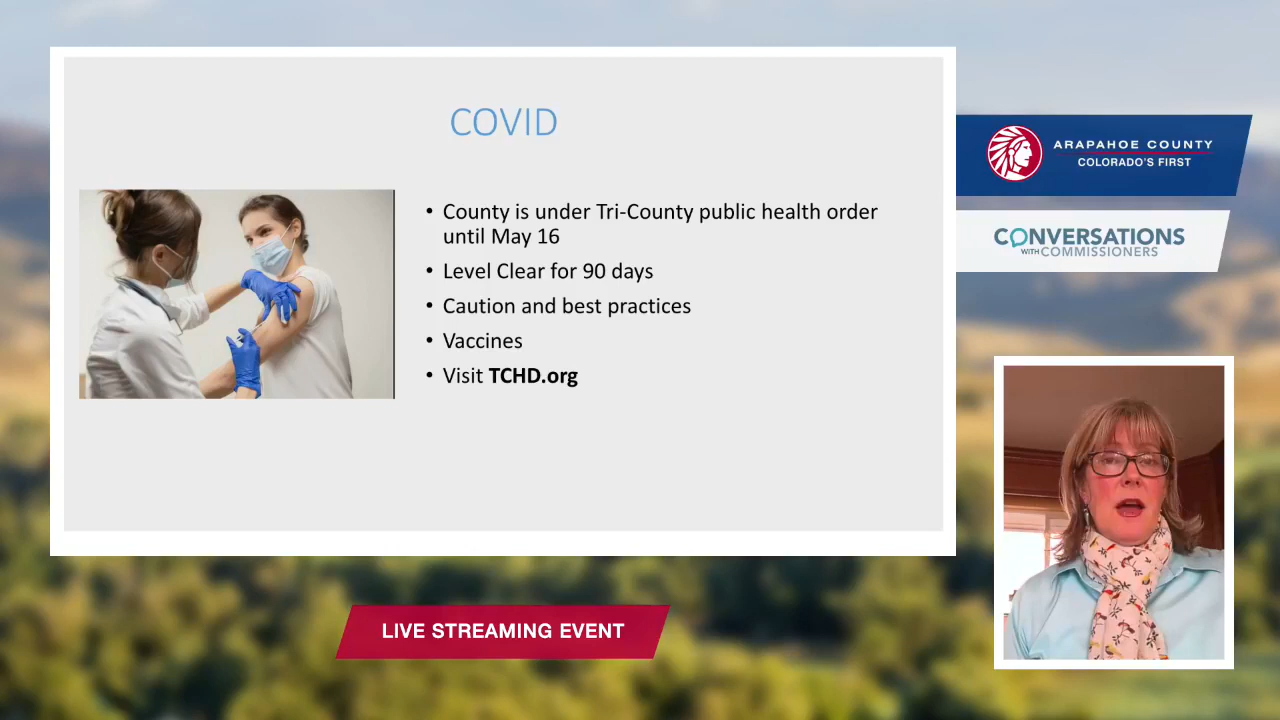 COVID
• County is under Tri-County public health order
until May 16
• Level Clear for 90 days
• Caution and best practices
• Vaccines
• Visit TCHD.org
ARAPAHOE COUNTY
COLORADO'S FIRST
CONVERSATIONS
WITH COMMISSIONERS
LIVE STREAMING EVENT